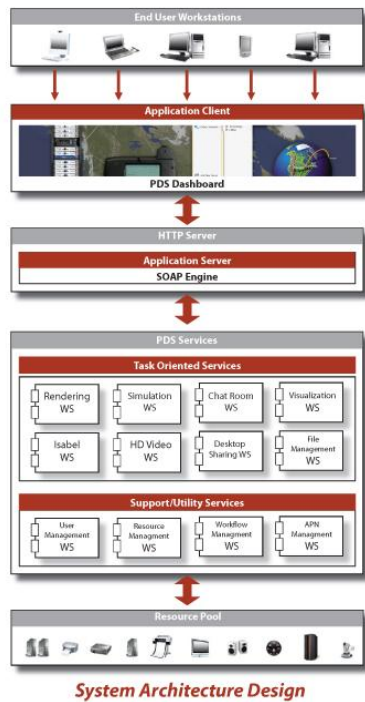 End User Workstations
Application Client
PDS Dashboard
HTTP Server
Application Server
SOAP Engine
PDS Services
Task Oriented Services
Rendering
WS
Simulation
WS
Chat Room
WS
Visualization
WS
Isabel
WS
HD Video
WS
Desktop
Sharing WS
File
Management
WS
Support/Utility Services
User
Management
WS
Resource
Managment
WS
Workflow
Managment
WS
APN
Managment
WS
Resource Pool
System Architecture Design